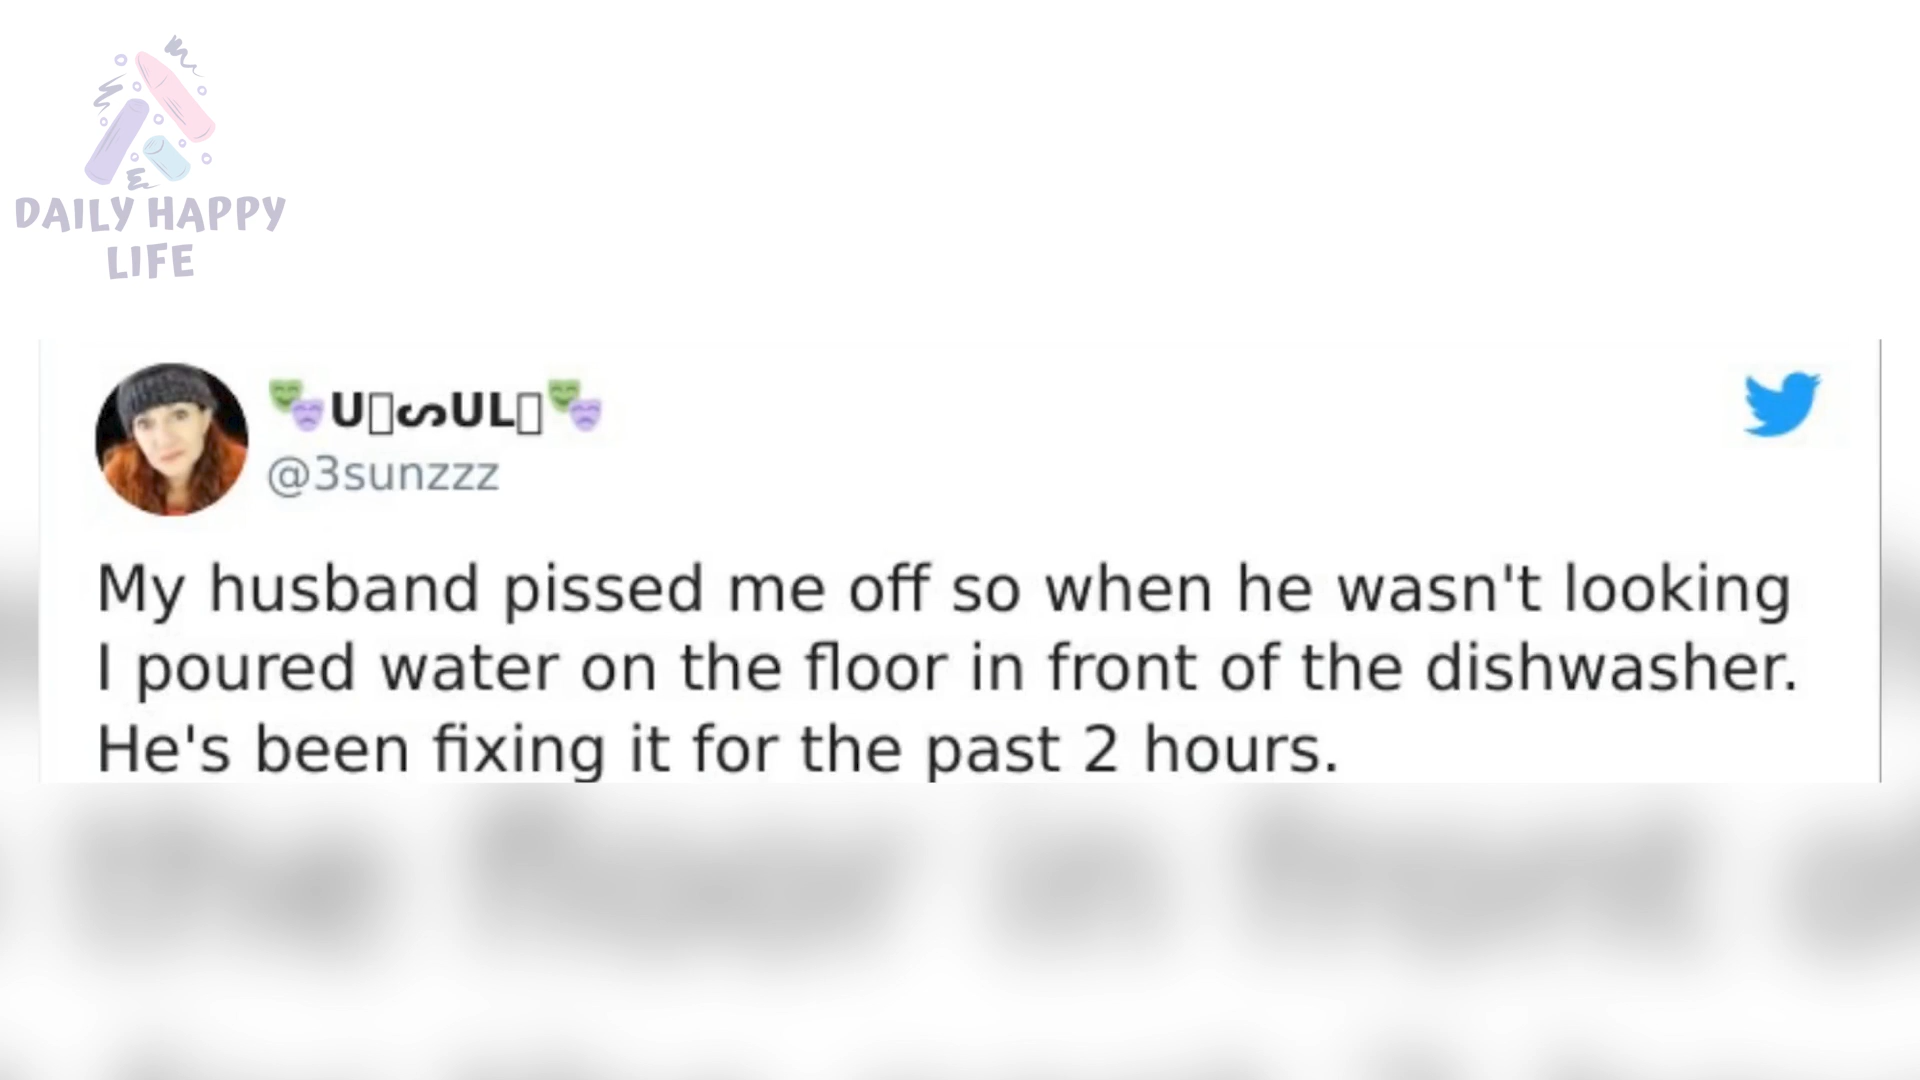 DAILY HAPPY
LIFE
@3sunzzz
My husband pissed me off so when he wasn't looking
I poured water on the floor in front of the dishwasher.
He's been fixing it for the past 2 hours.